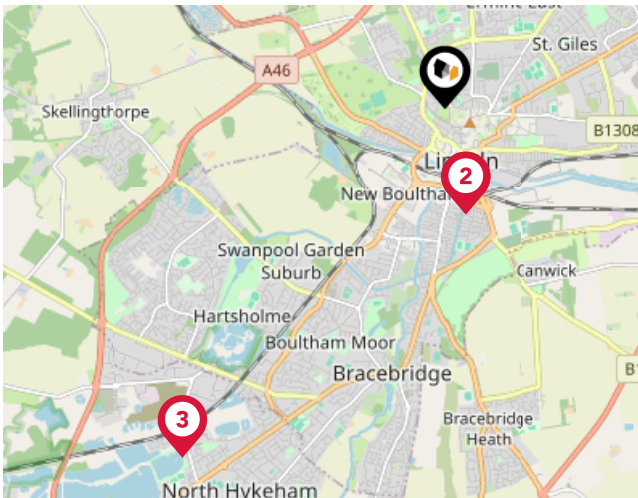 St. Giles
A46
Skellingthorpe
B1308
2
New Boultham
Swanpool Garden
Suburb
Canwick
Hartsholme
Boultham Moor
Bracebridge
3
Bracebridge
Heath
North Hykeham